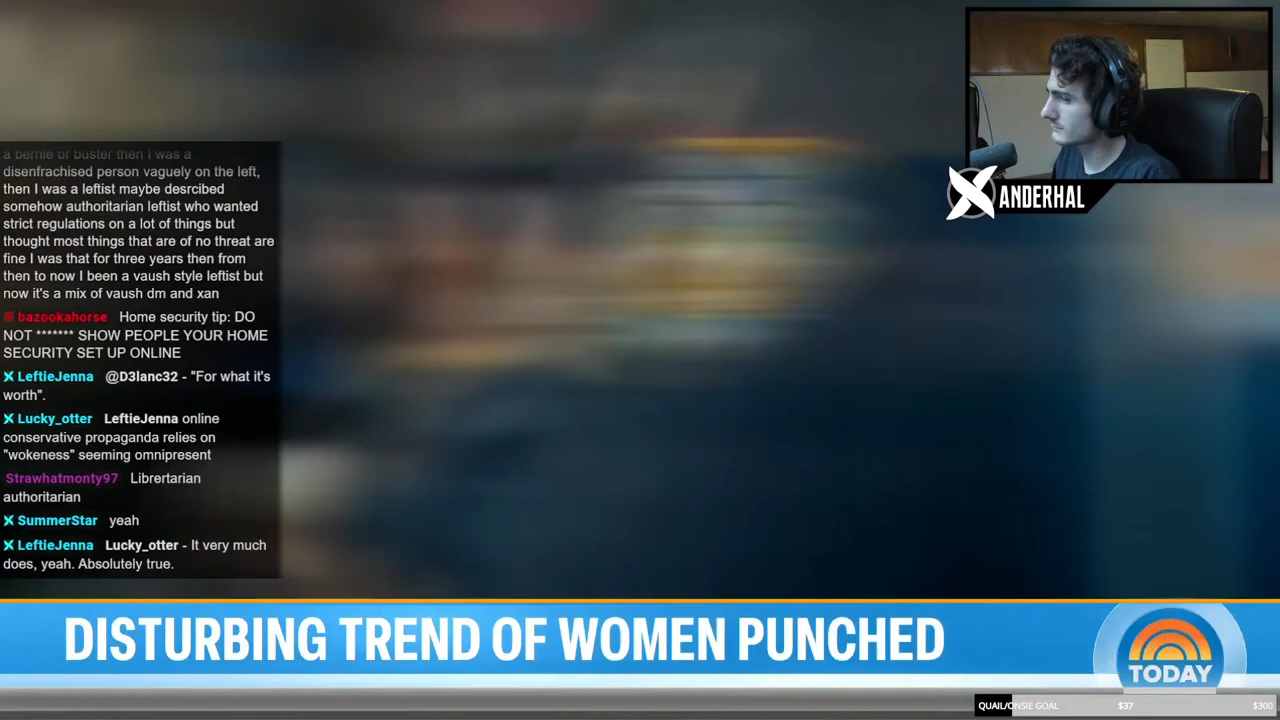 a bernie or buster then I was a
disenfrachised person vaguely on the left,
then I was a leftist maybe desrcibed
somehow authoritarian leftist who wanted
strict regulations on a lot of things but
thought most things that are of no threat are
fine I was that for three years then from
then to now I been a vaush style leftist but
now it's a mix of vaush dm and xan
bazookahorse Home security tip: DO
NOT ******* SHOW PEOPLE YOUR HOME
SECURITY SET UP ONLINE
LeftieJenna @D3lanc32 - "For what it's
worth".
Lucky_otter LeftieJenna online
conservative propaganda relies on
"wokeness" seeming omnipresent
Strawhatmonty97 Librertarian
authoritarian
SummerStar yeah
LeftieJenna Lucky_otter - It very much
does, yeah. Absolutely true.
XANDERHAL
DISTURBING TREND OF WOMEN PUNCHED
TODAY
QUAIL/ONSIE GOAL $37 $300